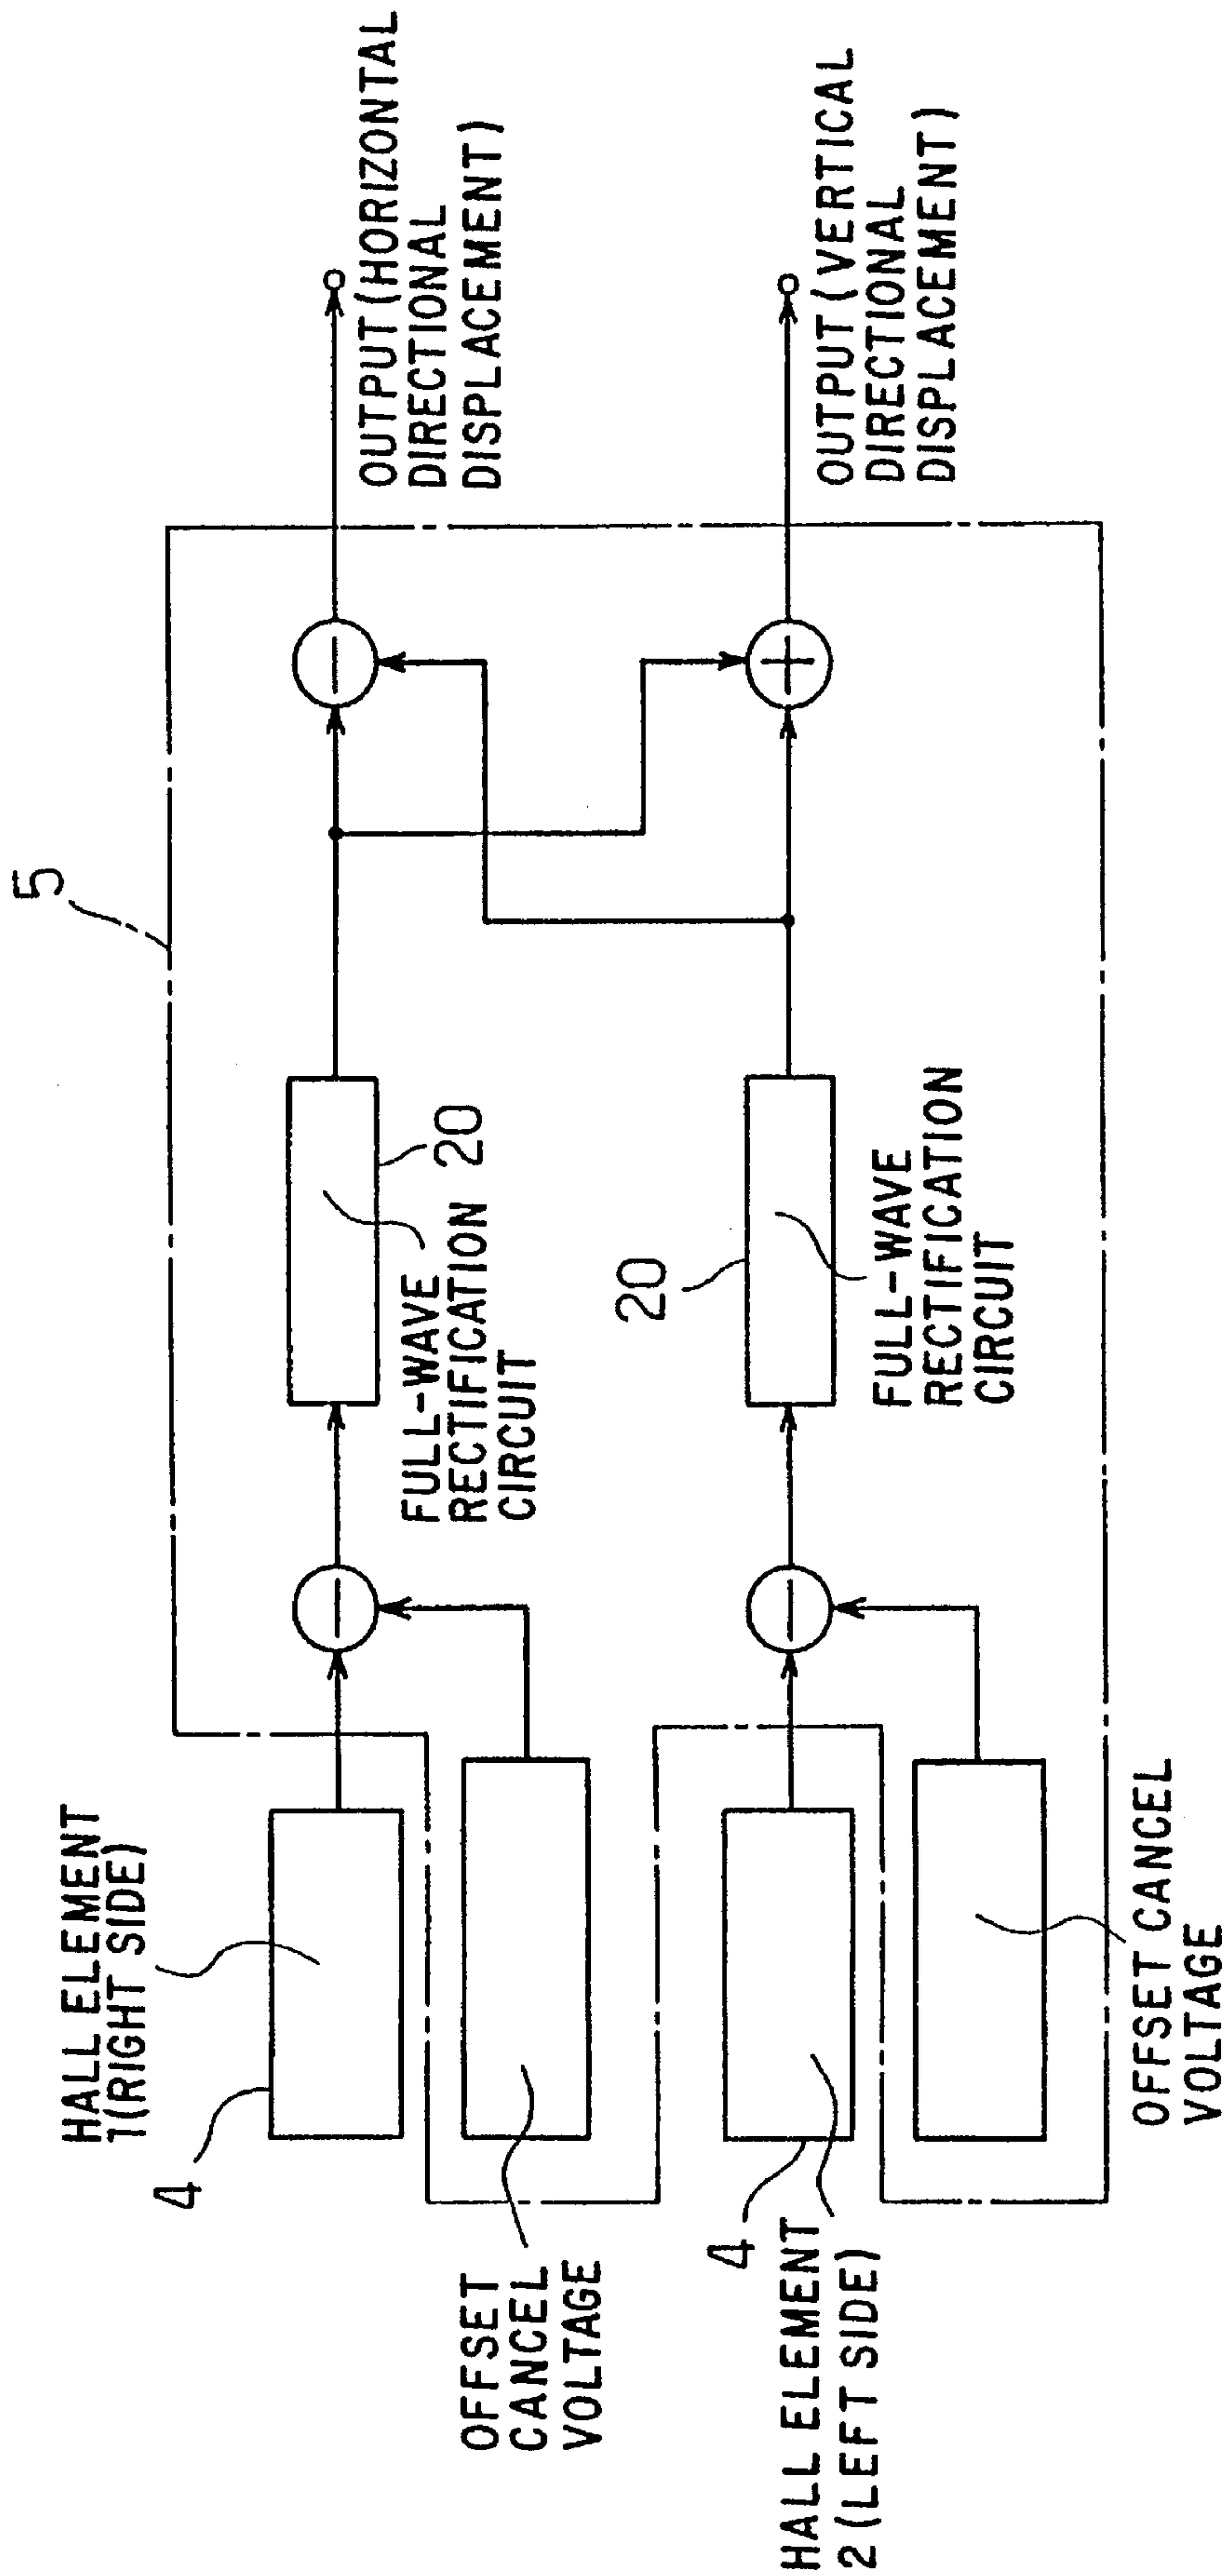 5
HALL ELEMENT
1(RIGHT SIDE)
4
OFFSET
CANCEL
VOLTAGE
FULL-WAVE
RECTIFICATION
CIRCUIT
20
OUTPUT (HORIZONTAL
DIRECTIONAL
DISPLACEMENT)
4
HALL ELEMENT
2 (LEFT SIDE)
OFFSET CANCEL
VOLTAGE
20
FULL-WAVE
RECTIFICATION
CIRCUIT
OUTPUT (VERTICAL
DIRECTIONAL
DISPLACEMENT)